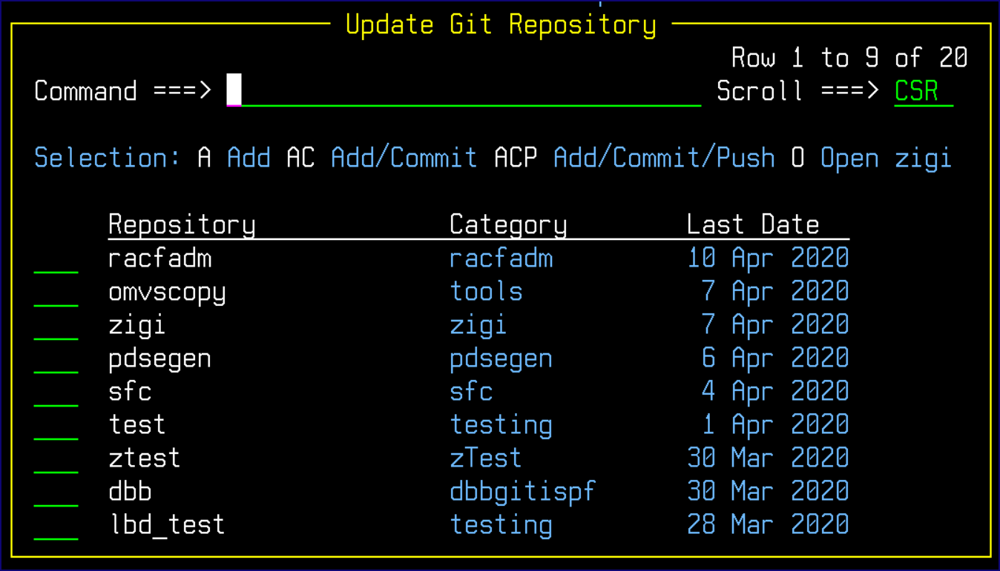 Update Git Repository
Row 1 to 9 of 20
Command ===> Scroll ===> CSR
Selection: A Add AC Add/Commit ACP Add/Commit/Push O Open zigi
Repository Category Last Date
racfadm racfadm 10 Apr 2020
omvscopy tools 7 Apr 2020
zigi zigi 7 Apr 2020
pdsegen pdsegen 6 Apr 2020
sfc sfc 4 Apr 2020
test testing 1 Apr 2020
ztest zTest 30 Mar 2020
dbb dbbgitispf 30 Mar 2020
lbd_test testing 28 Mar 2020